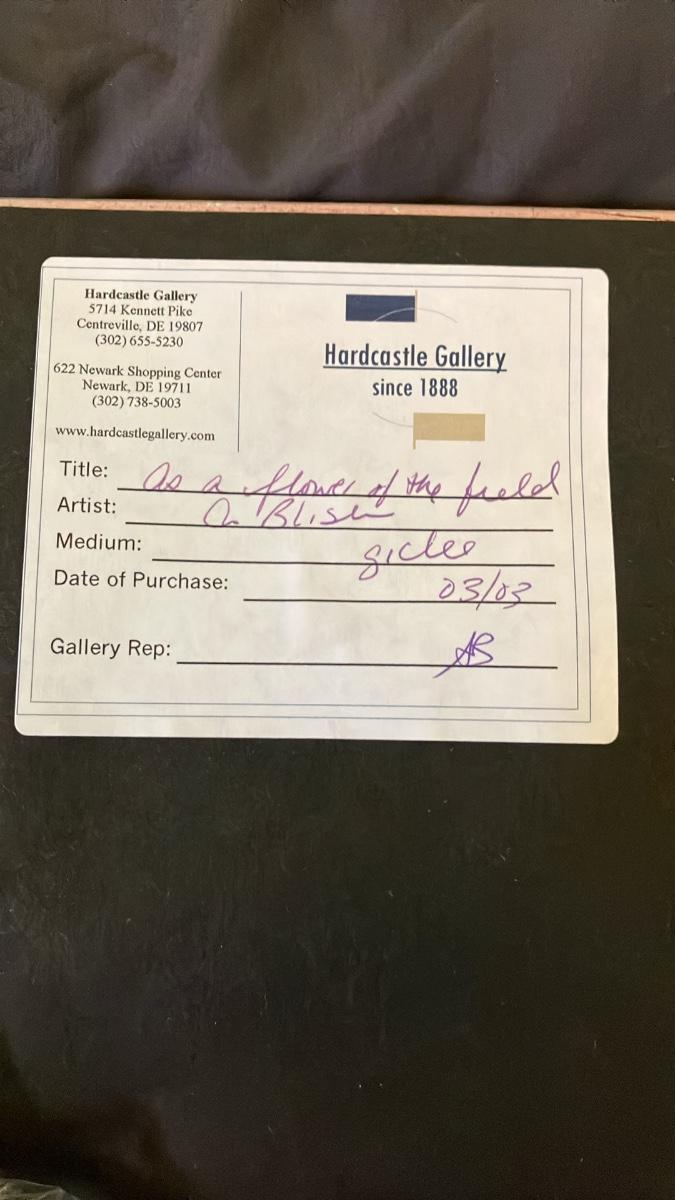 Hardcastle Gallery
5714 Kennett Pike
Centreville, DE 19807
(302) 655-5230
622 Newark Shopping Center
Newark, DE 19711
(302) 738-5003
www.hardcastlegallery.com
Hardcastle Gallery
since 1888
Title: As a flower of the field
Artist: A. Blish
Medium: giclee
Date of Purchase: 03/03
Gallery Rep: AB